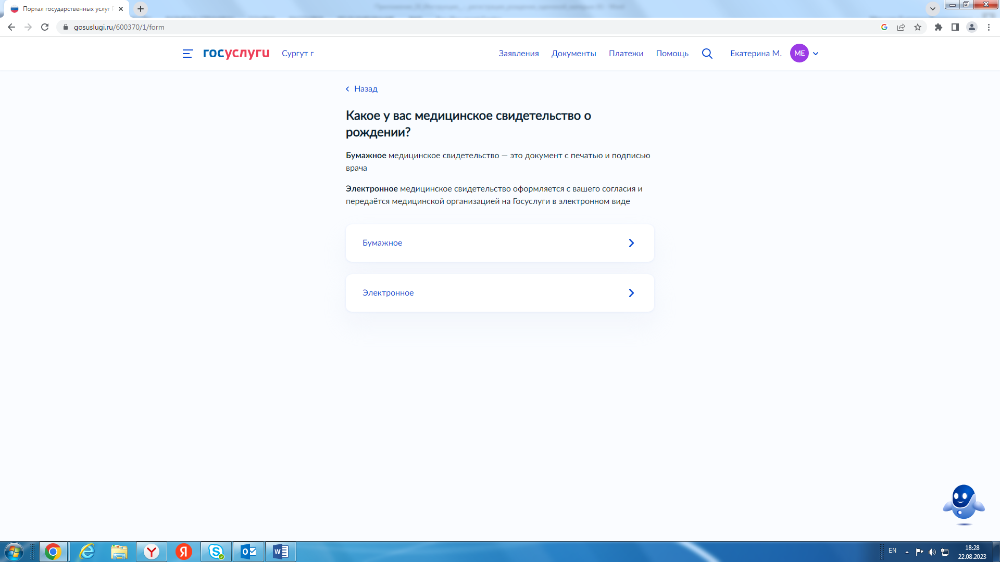 Портал государственных услуг
gosuslugi.ru/600370/1/form
госуслуги
Сургут г
Заявления
Документы
Платежи
Помощь
Екатерина М.
МЕ
Назад
Какое у вас медицинское свидетельство о
рождении?
Бумажное медицинское свидетельство — это документ с печатью и подписью
врача
Электронное медицинское свидетельство оформляется с вашего согласия и
передаётся медицинской организацией на Госуслуги в электронном виде
Бумажное
Электронное
EN
18:28
22.08.2023